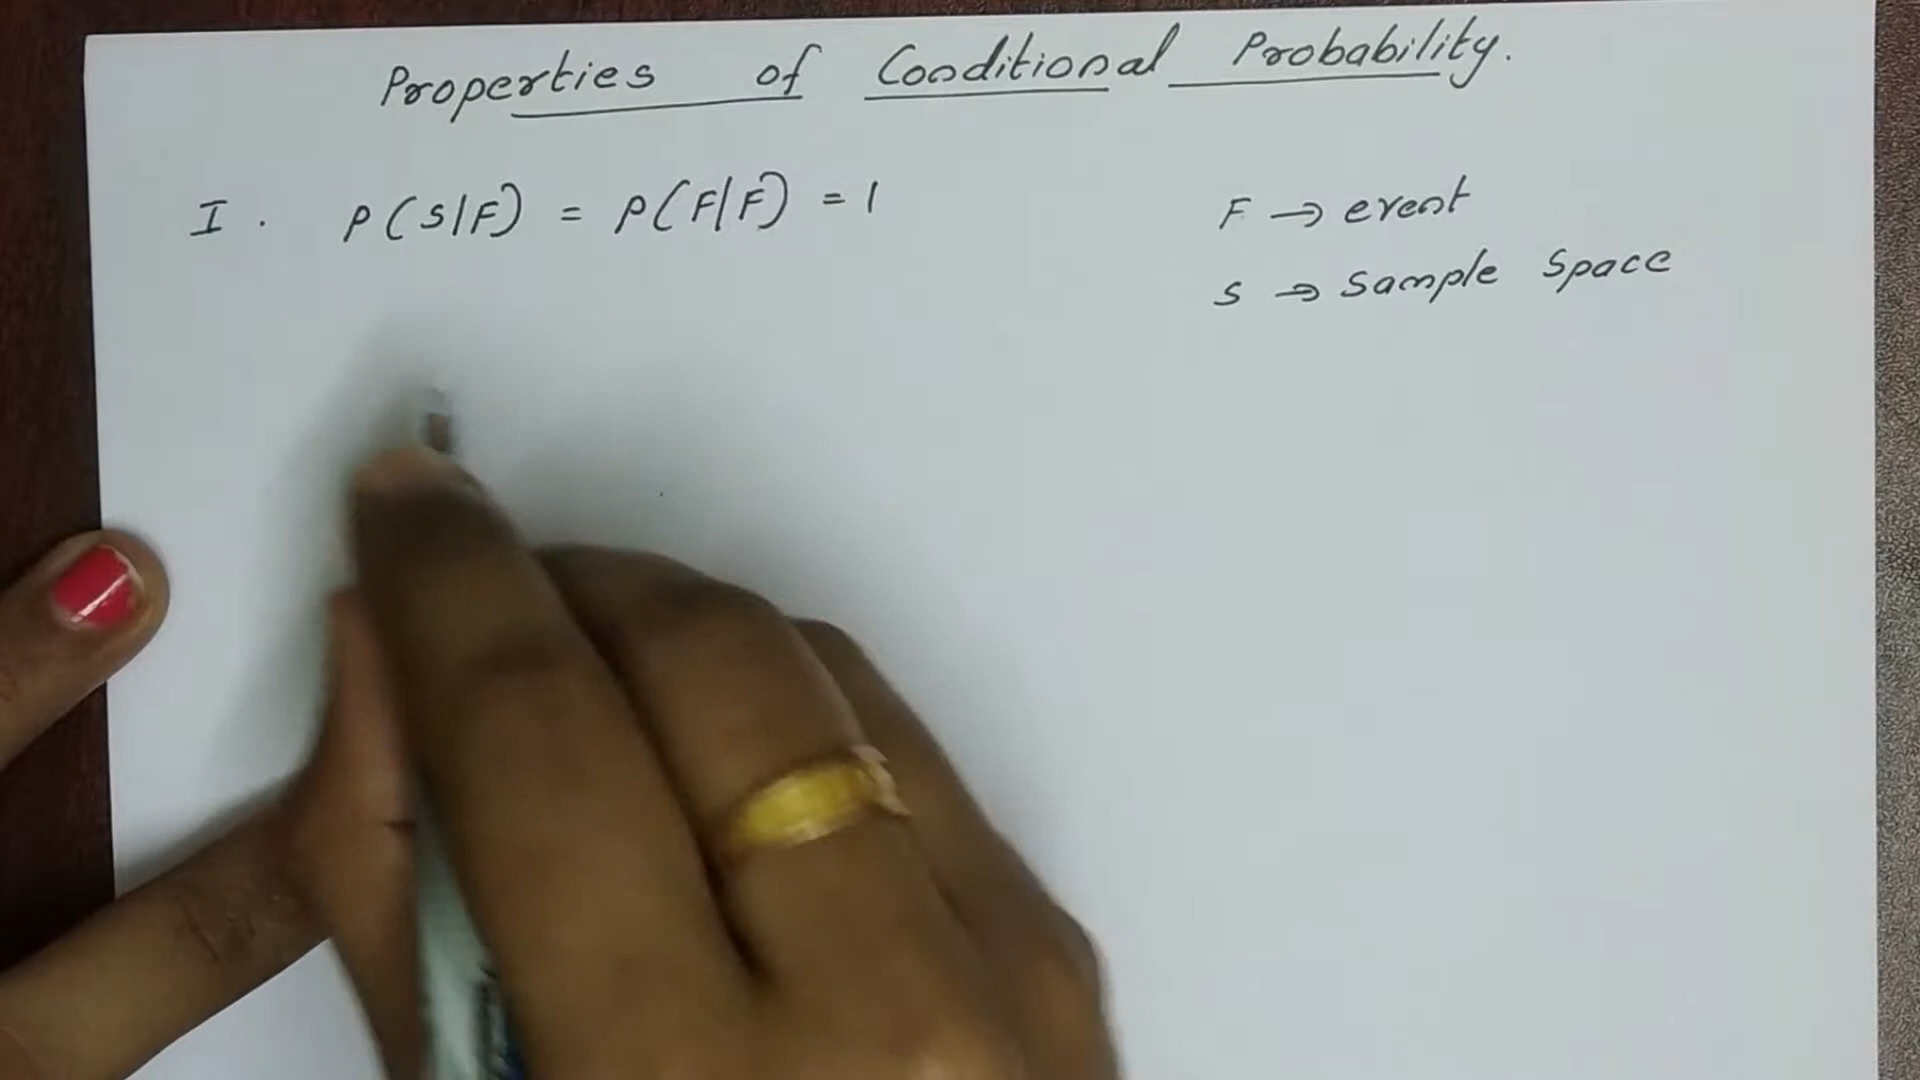 Properties of Conditional Probability.
I . P(S/F) = P(F/F) = 1
F → event
S → Sample Space